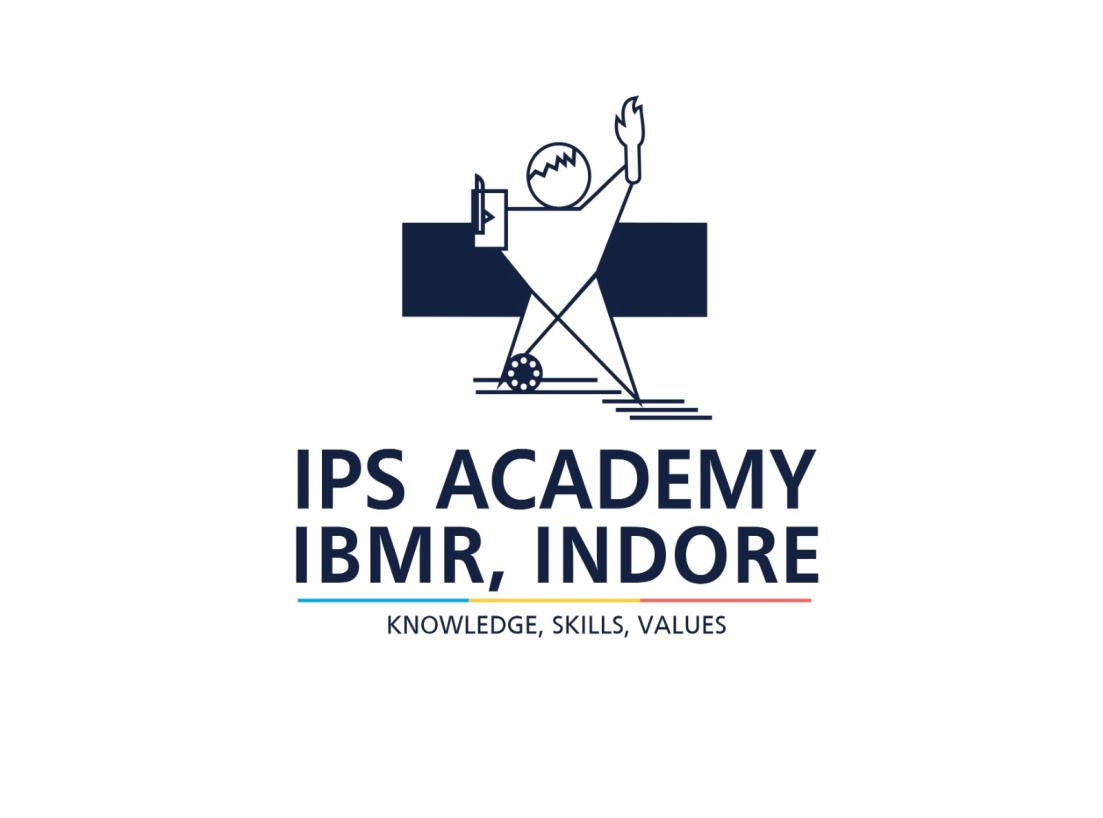 IPS ACADEMY
IBMR, INDORE
KNOWLEDGE, SKILLS, VALUES